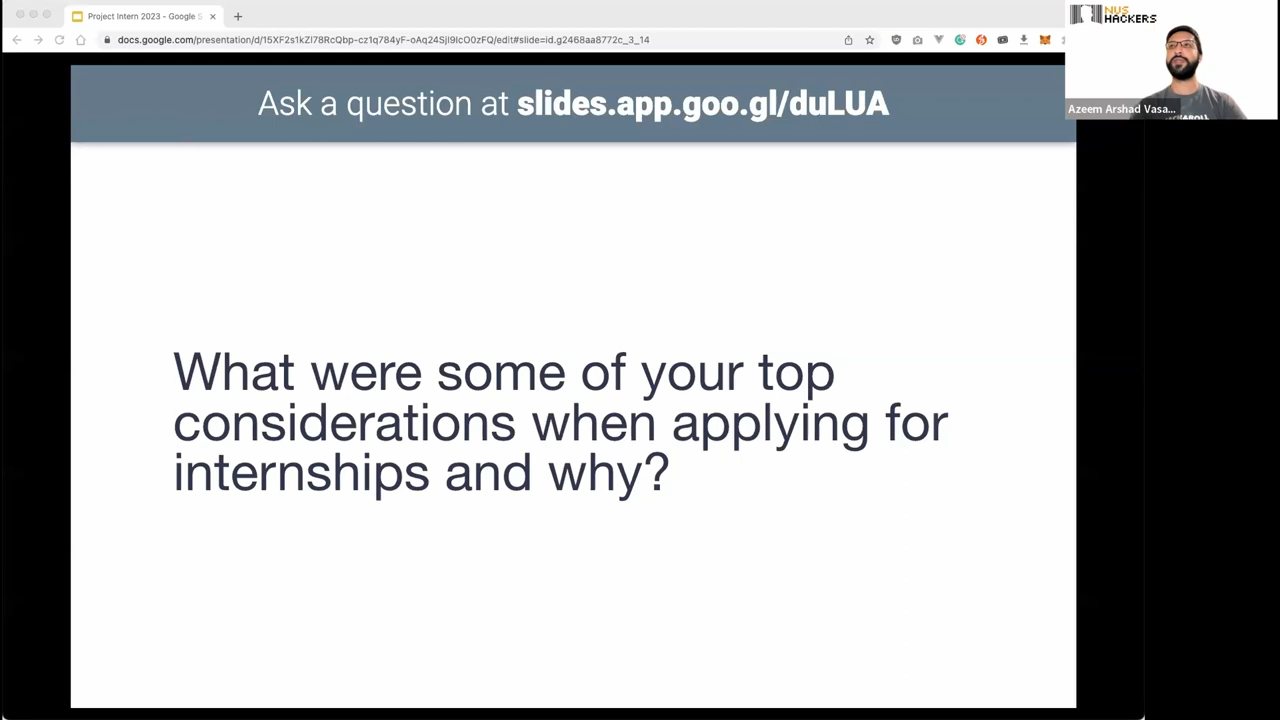 Project Intern 2023 - Google S
docs.google.com/presentation/d/15XF2s1kZl78RcQbp-cz1q784yF-oAq24SjI9IcO0zFQ/edit#slide=id.g2468aa8772c_3_14
NUS
HACKERS
Azeem Arshad Vasa...
Ask a question at slides.app.goo.gl/duLUA
What were some of your top
considerations when applying for
internships and why?